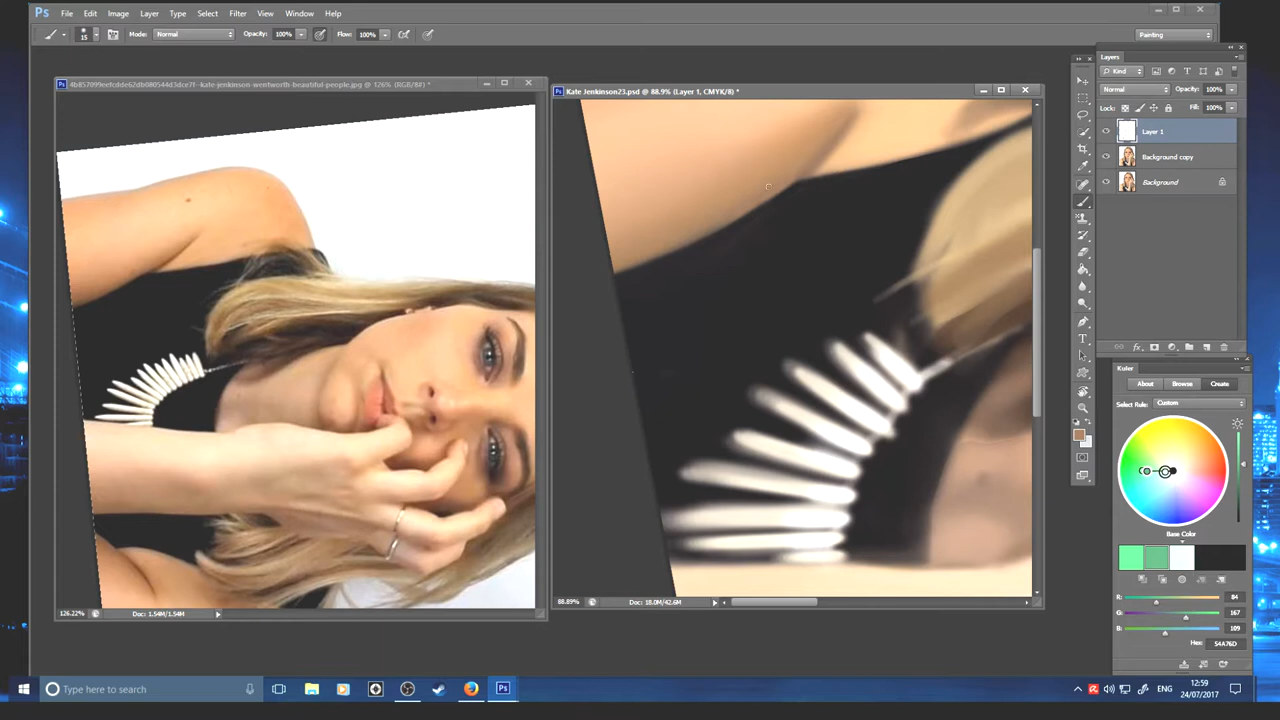 Ps File Edit Image Layer Type Select Filter View Window Help
15 Mode: Normal Opacity: 100% Flow: 100% Painting
4b857099eefcdde62db080544d3dce7f--kate-jenkinson-wentworth-beautiful-people.jpg @ 126% (RGB/8#) *
Kate Jenkinson23.psd @ 88.9% (Layer 1, CMYK/8) *
Layers
Kind
Normal Opacity: 100%
Lock: Fill: 100%
Layer 1
Background copy
Background
fx
Kuler
About Browse Create
Select Rule: Custom
Base Color
R: 84
G: 167
B: 109
Hex: 54A76D
126.22% Doc: 1.54M/1.54M
88.89% Doc: 18.0M/42.6M
Type here to search
Ps
ENG
12:59
24/07/2017